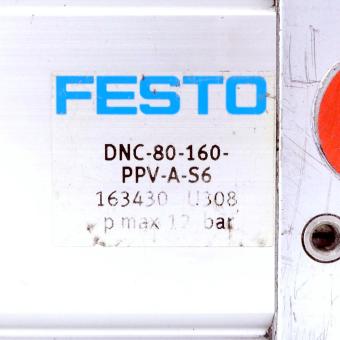 FESTO
DNC-80-160-
PPV-A-S6
163430 U308
p max 12 bar